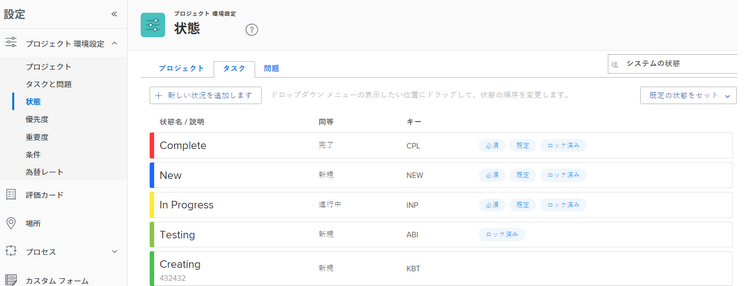 設定
«
プロジェクト環境設定
プロジェクト
タスクと問題
状態
優先度
重要度
条件
為替レート
評価カード
場所
プロセス
カスタム フォーム
プロジェクト 環境設定
状態
?
プロジェクト
タスク
問題
システムの状態
+ 新しい状況を追加します
ドロップダウン メニューの表示したい位置にドラッグして、状態の順序を変更します。
既定の状態をセット
状態名 / 説明 同等 キー
Complete 完了 CPL 必須 既定 ロック済み
New 新規 NEW 必須 既定 ロック済み
In Progress 進行中 INP 必須 既定 ロック済み
Testing 新規 ABI ロック済み
Creating 新規 KBT
432432